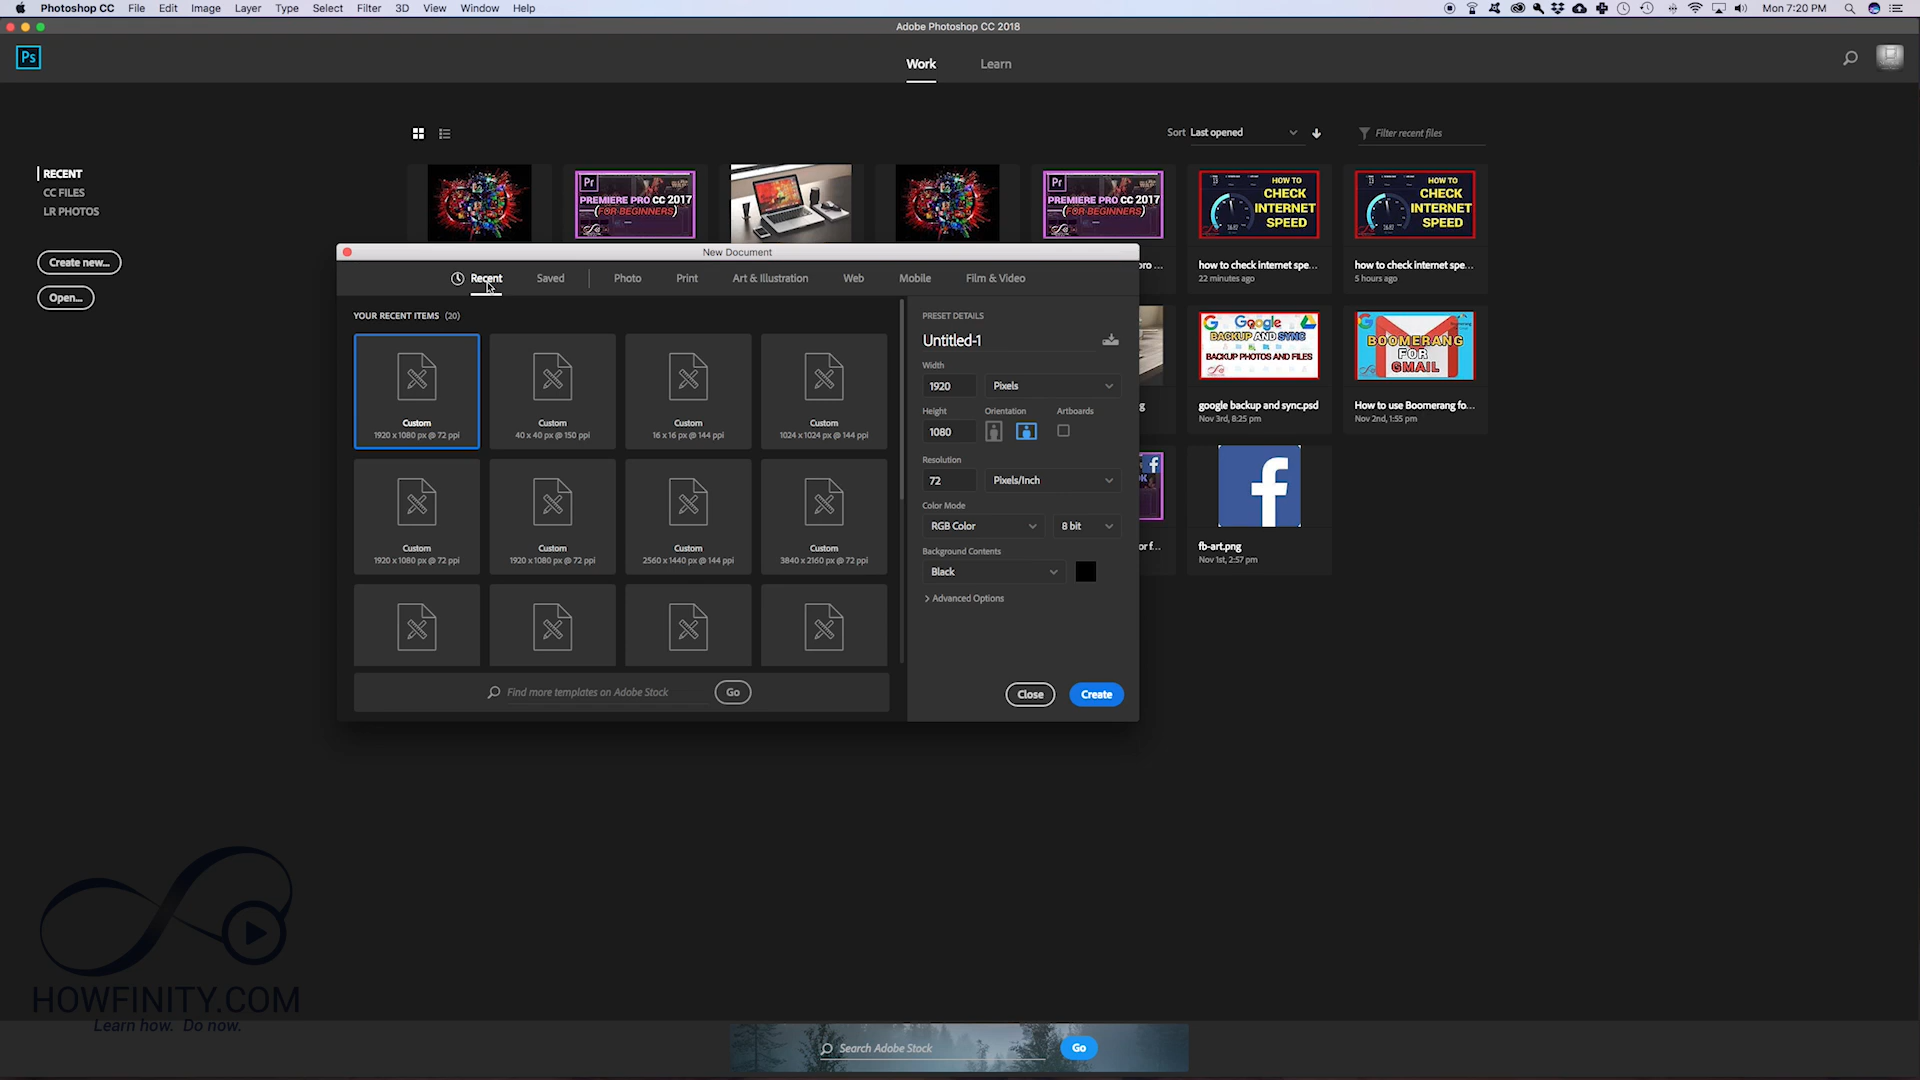 Photoshop CC File Edit Image Layer Type Select Filter 3D View Window Help
Mon 7:20 PM
Adobe Photoshop CC 2018
Ps
Work Learn
Sort Last opened
Filter recent files
RECENT
CC FILES
LR PHOTOS
Create new...
Open...
Pr
PREMIERE PRO CC 2017
(FOR BEGINNERS)
Pr
PREMIERE PRO CC 2017
(FOR BEGINNERS)
HOW TO
CHECK
INTERNET
SPEED
HOW TO
CHECK
INTERNET
SPEED
ro ...
how to check internet spe...
22 minutes ago
how to check internet spe...
5 hours ago
New Document
Recent Saved Photo Print Art & Illustration Web Mobile Film & Video
YOUR RECENT ITEMS (20)
Custom
1920 x 1080 px @ 72 ppi
Custom
40 x 40 px @ 150 ppi
Custom
16 x 16 px @ 144 ppi
Custom
1024 x 1024 px @ 144 ppi
Custom
1920 x 1080 px @ 72 ppi
Custom
1920 x 1080 px @ 72 ppi
Custom
2560 x 1440 px @ 144 ppi
Custom
3840 x 2160 px @ 72 ppi
Find more templates on Adobe Stock
Go
PRESET DETAILS
Untitled-1
Width
1920 Pixels
Height Orientation Artboards
1080
Resolution
72 Pixels/Inch
Color Mode
RGB Color 8 bit
Background Contents
Black
Advanced Options
Close
Create
g
Google
BACKUP AND SYNC
BACKUP PHOTOS AND FILES
google backup and sync.psd
Nov 3rd, 8:25 pm
BOOMERANG
FOR
GMAIL
How to use Boomerang fo...
Nov 2nd, 1:55 pm
or f...
f
fb-art.png
Nov 1st, 2:57 pm
HOWFINITY.COM
Learn how. Do now.
Search Adobe Stock
Go